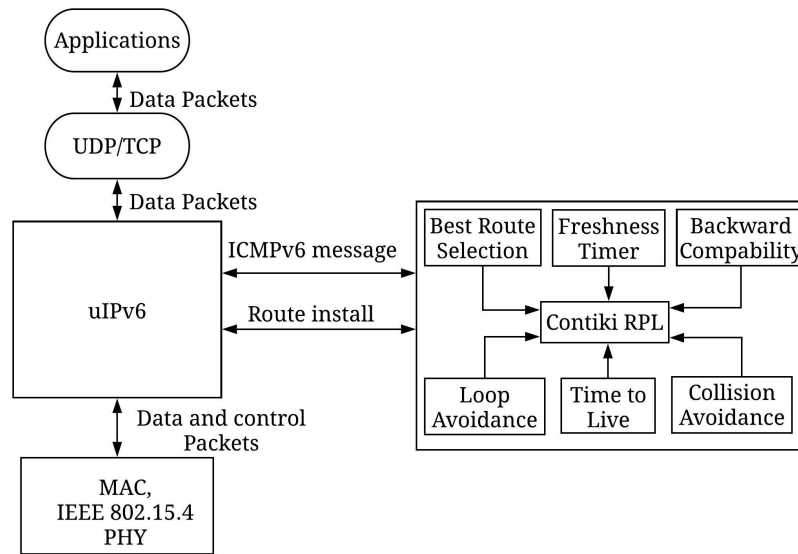 Applications
Data Packets
UDP/TCP
Data Packets
uIPv6
ICMPv6 message
Route install
Data and control
Packets
MAC,
IEEE 802.15.4
PHY
Best Route
Selection
Freshness
Timer
Backward
Compability
Contiki RPL
Loop
Avoidance
Time to
Live
Collision
Avoidance